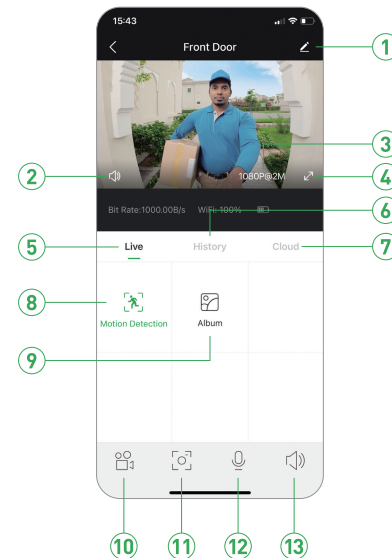 15:43
Front Door
1
2
3
1080P@2M
4
Bit Rate:1000.00B/s WiFi: 100%
6
5
Live History Cloud
7
8
Motion Detection Album
9
10 11 12 13